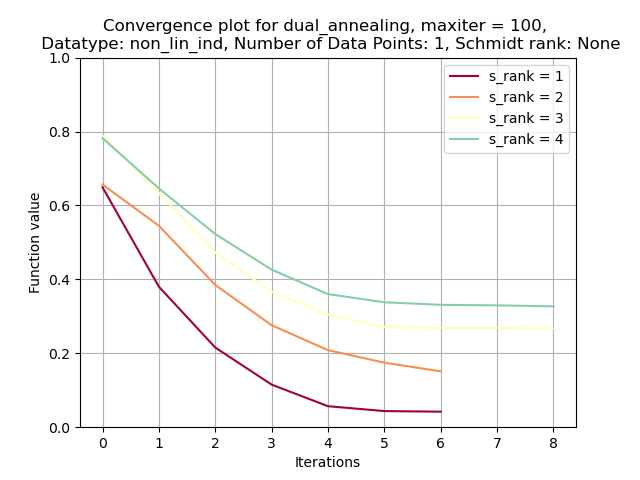 Convergence plot for dual_annealing, maxiter = 100,
Datatype: non_lin_ind, Number of Data Points: 1, Schmidt rank: None
1.0
0.8
0.6
0.4
0.2
0.0
Function value
s_rank = 1
s_rank = 2
s_rank = 3
s_rank = 4
0 1 2 3 4 5 6 7 8
Iterations